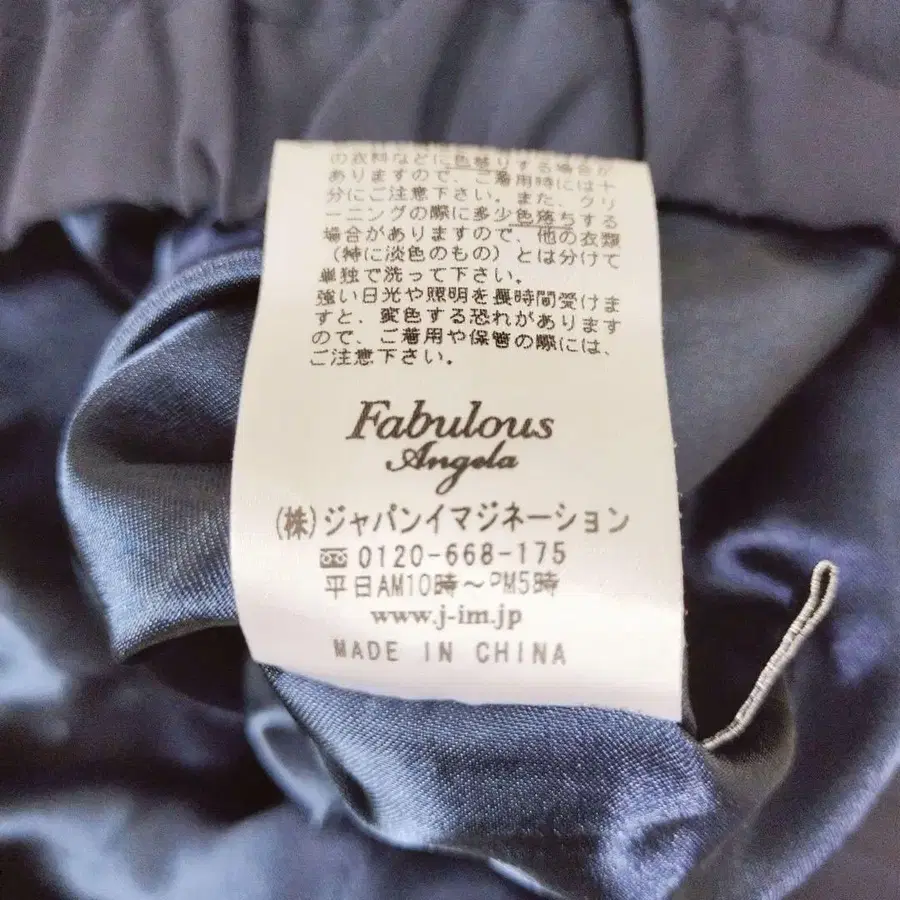 の衣料などに色移りする場合が
ありますので、ご着用時には十
分にご注意下さい。また、クリ
ーニングの際に多少色落ちする
場合がありますので、他の衣類
（特に淡色のもの）とは分けて
単独で洗って下さい。
強い日光や照明を長時間受けま
すと、変色する恐れがあります
ので、ご着用や保管の際には、
ご注意下さい。
Fabulous
Angela
(株)ジャパンイマジネーション
0120-668-175
平日AM10時～PM5時
www.j-im.jp
MADE IN CHINA